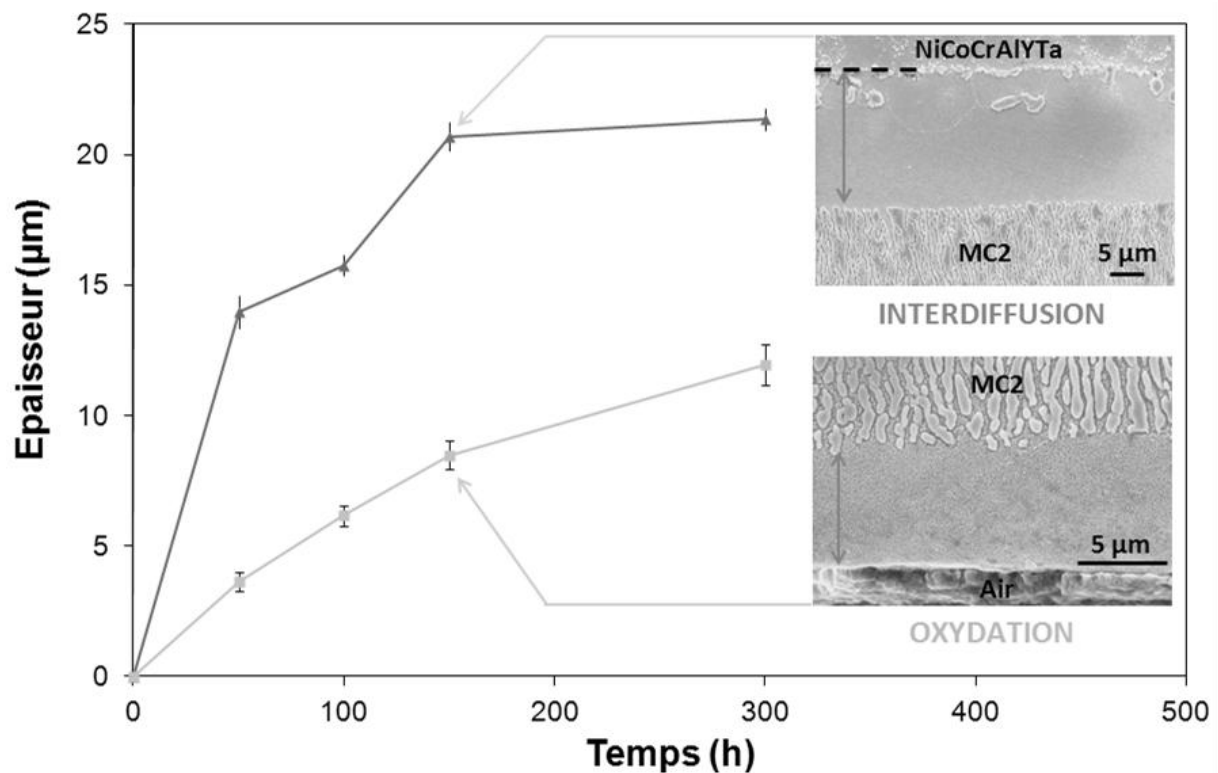 25
20
15
10
5
0
Epaisseur (µm)
0
100
200
300
400
500
Temps (h)
NiCoCrAlYTa
MC2
5 µm
INTERDIFFUSION
MC2
5 µm
Air
OXYDATION